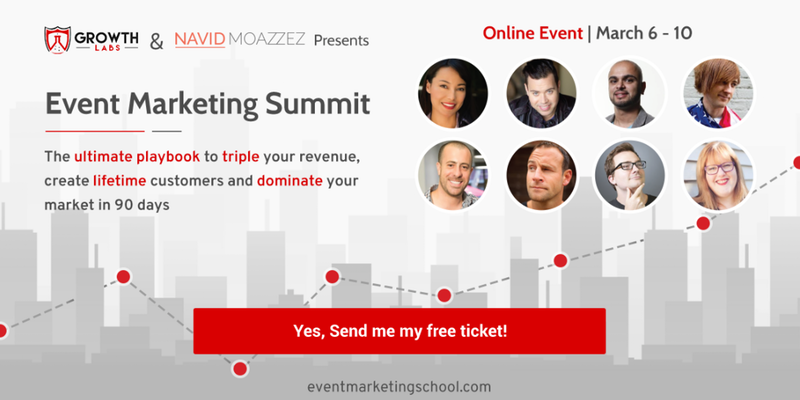 GROWTH
LABS
& NAVID MOAZZEZ Presents
Event Marketing Summit
The ultimate playbook to triple your revenue,
create lifetime customers and dominate your
market in 90 days
Online Event | March 6 - 10
Yes, Send me my free ticket!
eventmarketingschool.com